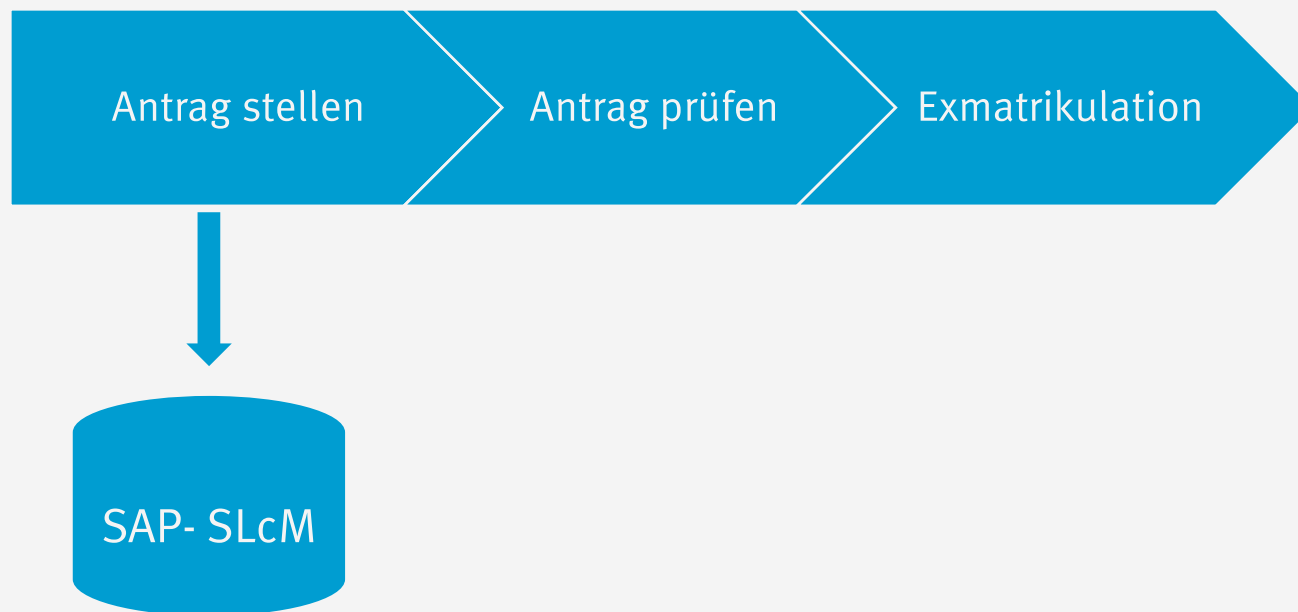 Antrag stellen
Antrag prüfen
Exmatrikulation
SAP- SLcM